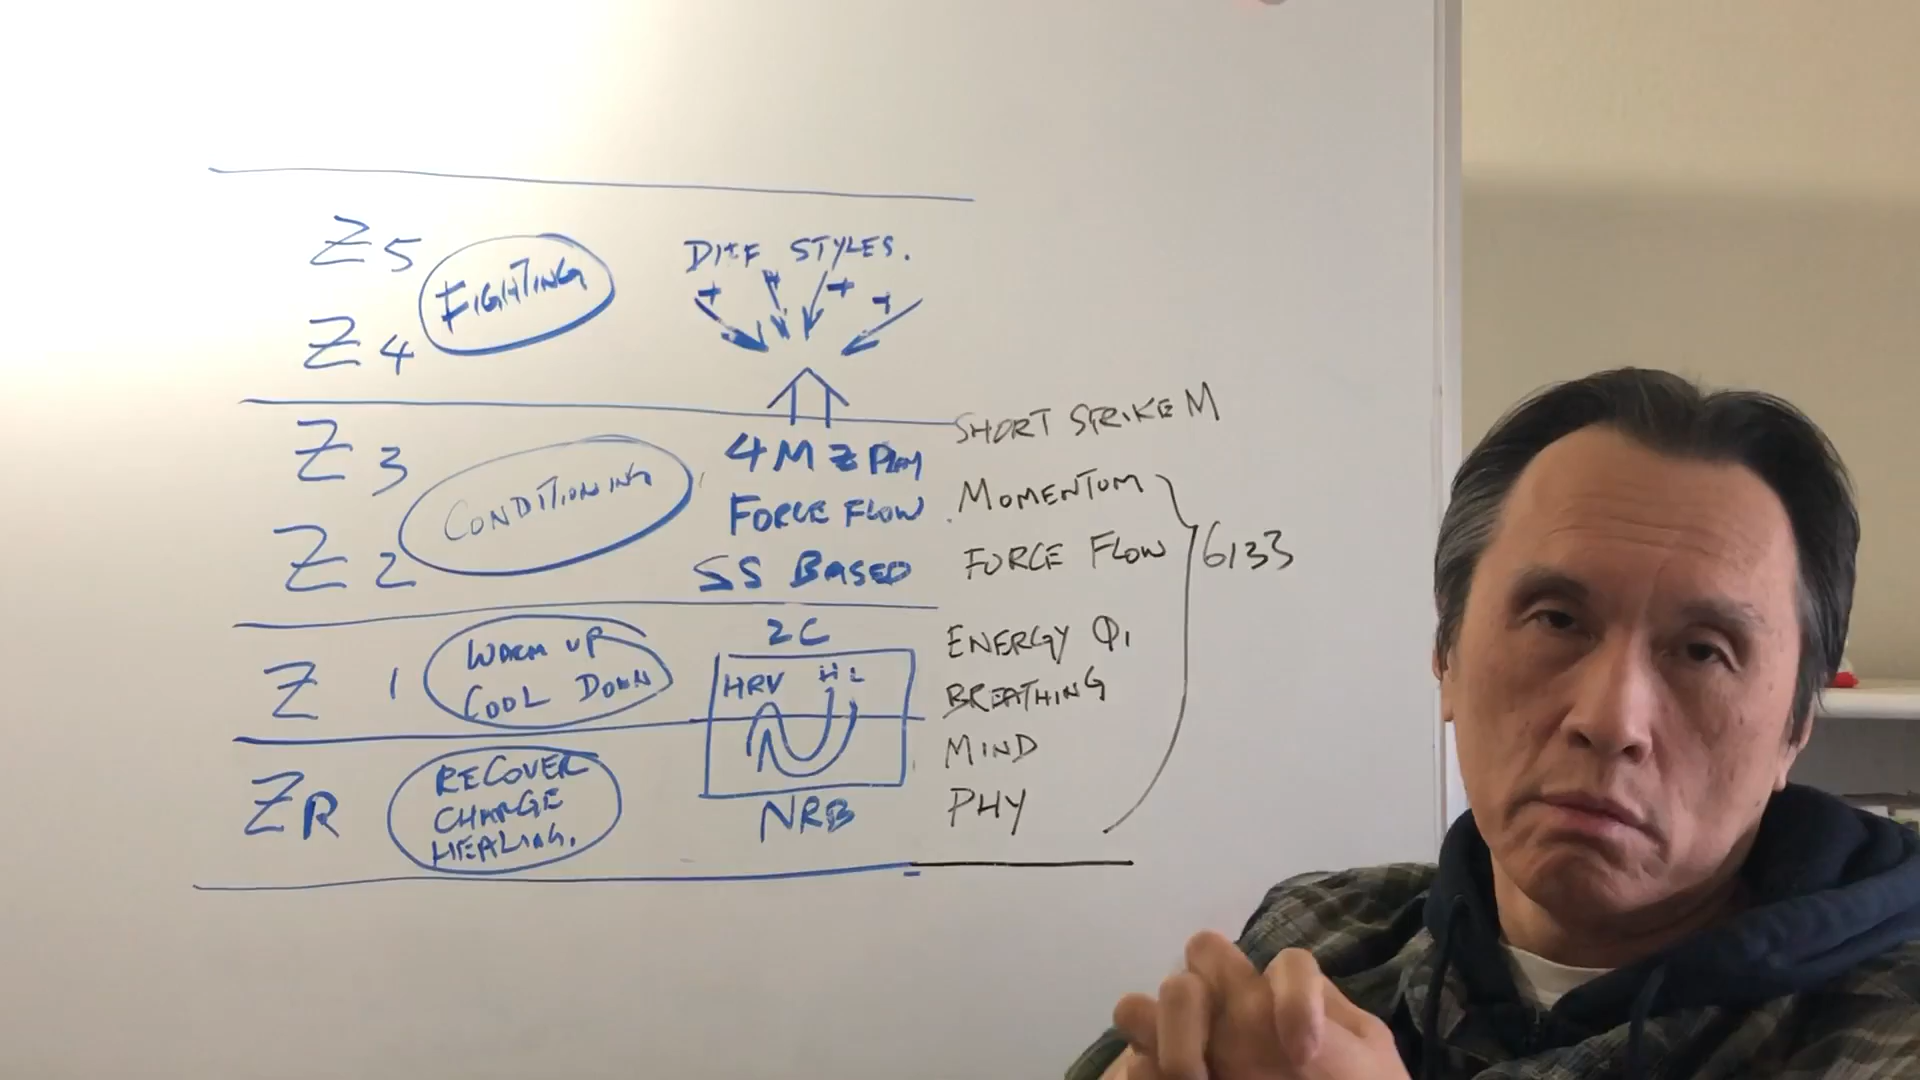 Z5
FIGHTING
DIFF STYLES.
+ + + +
Z4
SHORT STRIKE M
Z3
CONDITIONING
4M Z PLAY
MOMENTUM
FORCE FLOW
FORCE FLOW
6133
Z2
SS BASED
2C
ENERGY QI
Z1
WARM UP
COOL DOWN
HRV HL
BREATHING
MIND
ZR
RECOVER
CHARGE
HEALING.
NRB
PHY